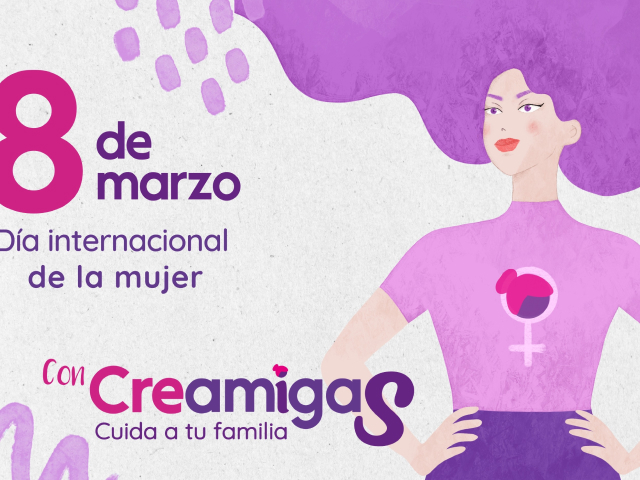 8 de
marzo
Día internacional
de la mujer
Con Creamigas
Cuida a tu familia